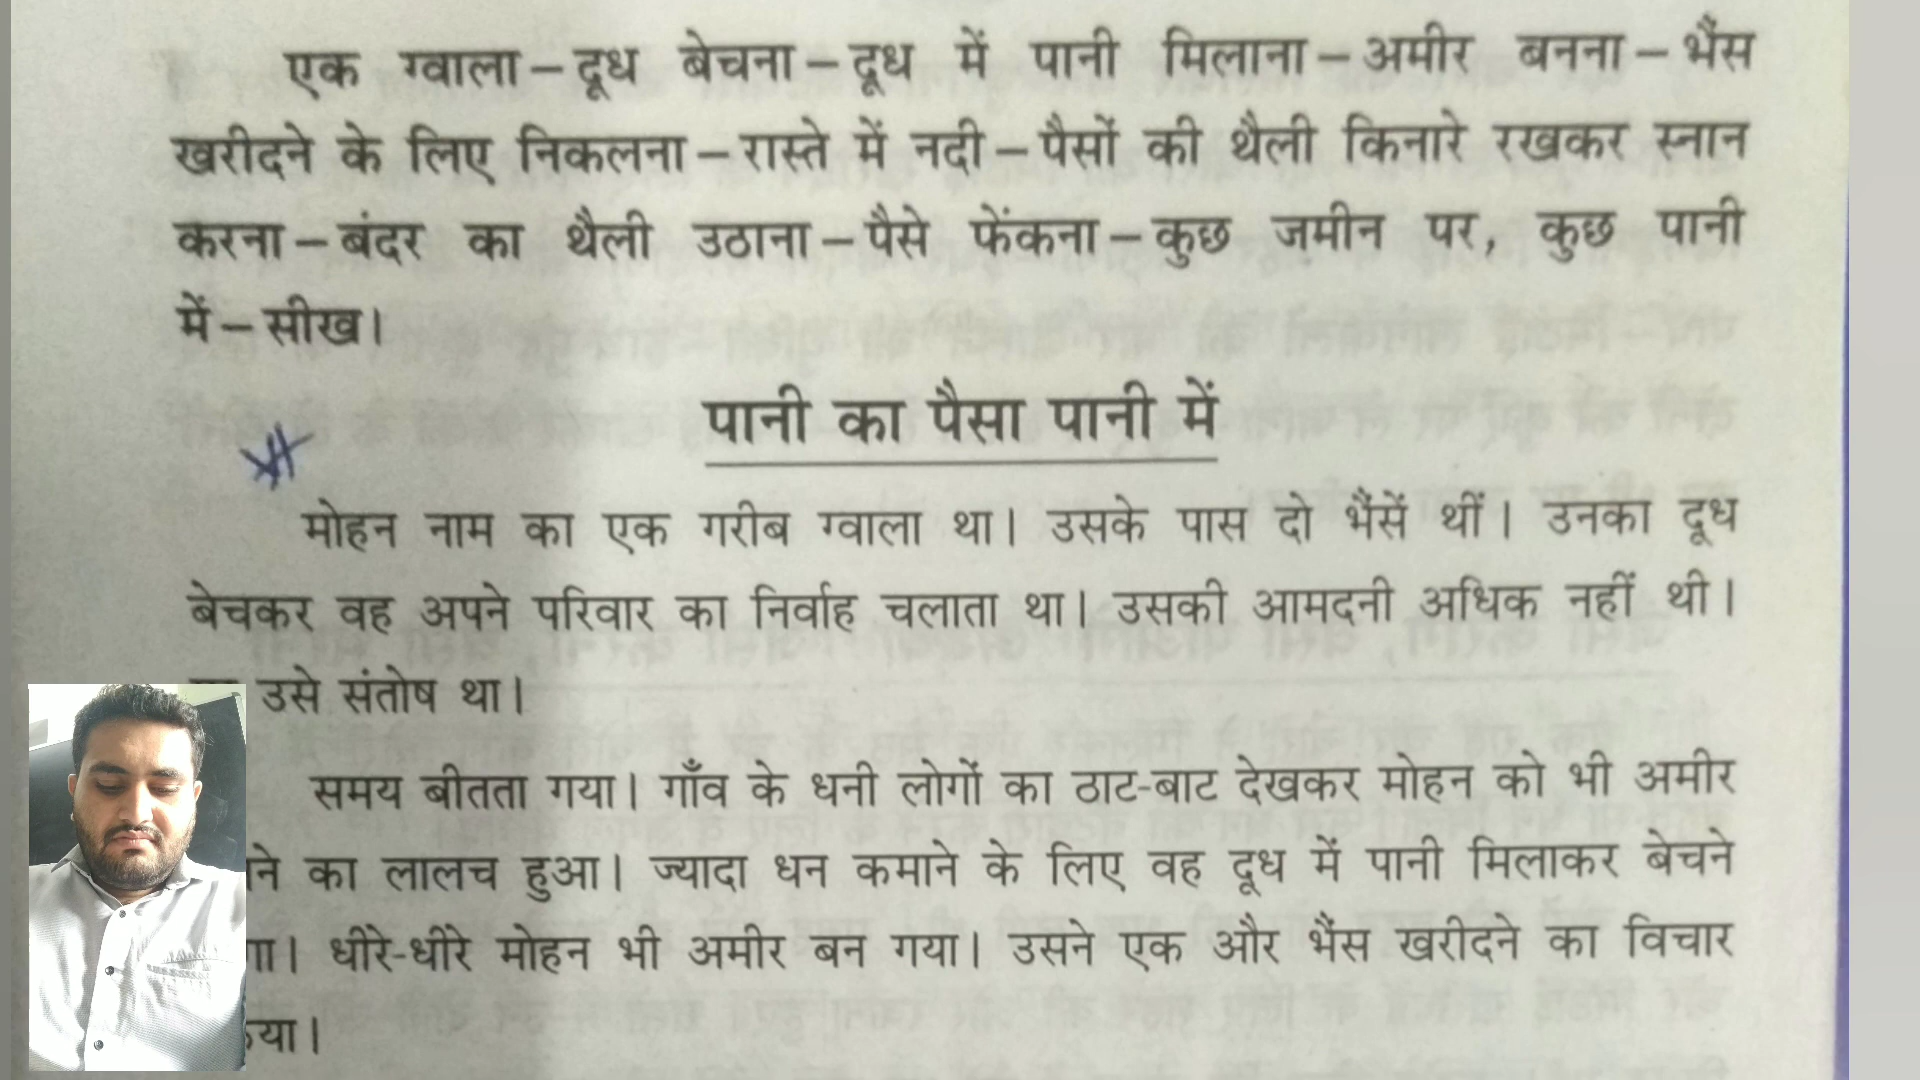 एक ग्वाला – दूध बेचना – दूध में पानी मिलाना – अमीर बनना – भैंस
खरीदने के लिए निकलना – रास्ते में नदी – पैसों की थैली किनारे रखकर स्नान
करना – बंदर का थैली उठाना – पैसे फेंकना – कुछ जमीन पर, कुछ पानी
में – सीख।
पानी का पैसा पानी में
मोहन नाम का एक गरीब ग्वाला था। उसके पास दो भैंसें थीं। उनका दूध
बेचकर वह अपने परिवार का निर्वाह चलाता था। उसकी आमदनी अधिक नहीं थी।
उसे संतोष था।
समय बीतता गया। गाँव के धनी लोगों का ठाट-बाट देखकर मोहन को भी अमीर
का लालच हुआ। ज्यादा धन कमाने के लिए वह दूध में पानी मिलाकर बेचने
धीरे-धीरे मोहन भी अमीर बन गया। उसने एक और भैंस खरीदने का विचार